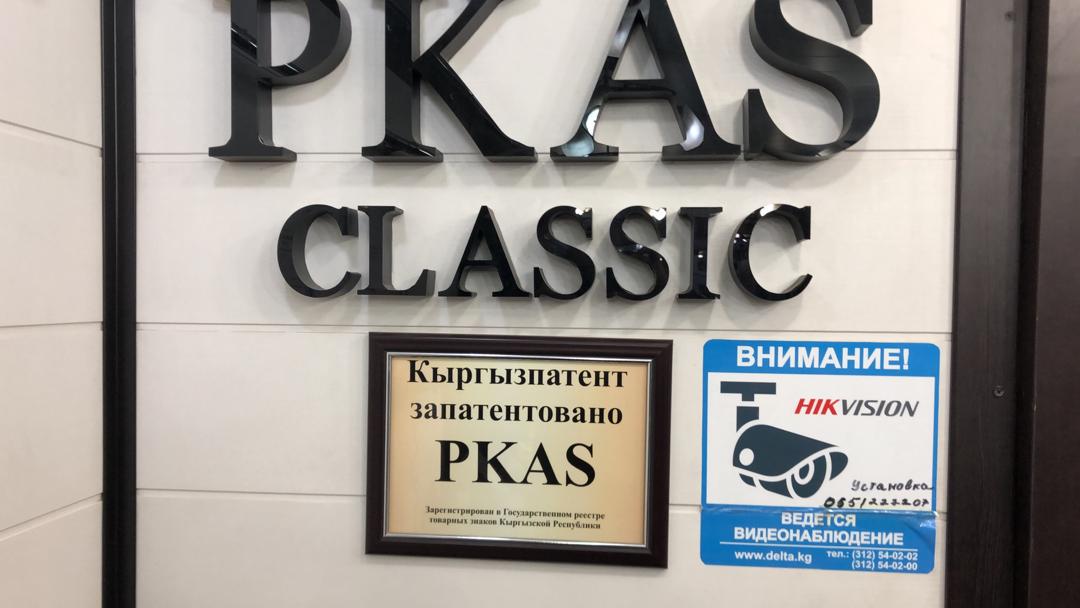 PKAS
CLASSIC
Кыргызпатент
запатентовано
PKAS
Зарегистрирован в Государственном реестре
товарных знаков Кыргызской Республики
ВНИМАНИЕ!
HIKVISION
Установка
0551222207
ВЕДЕТСЯ
ВИДЕОНАБЛЮДЕНИЕ
www.delta.kg тел.: (312) 54-02-02
(312) 54-02-00